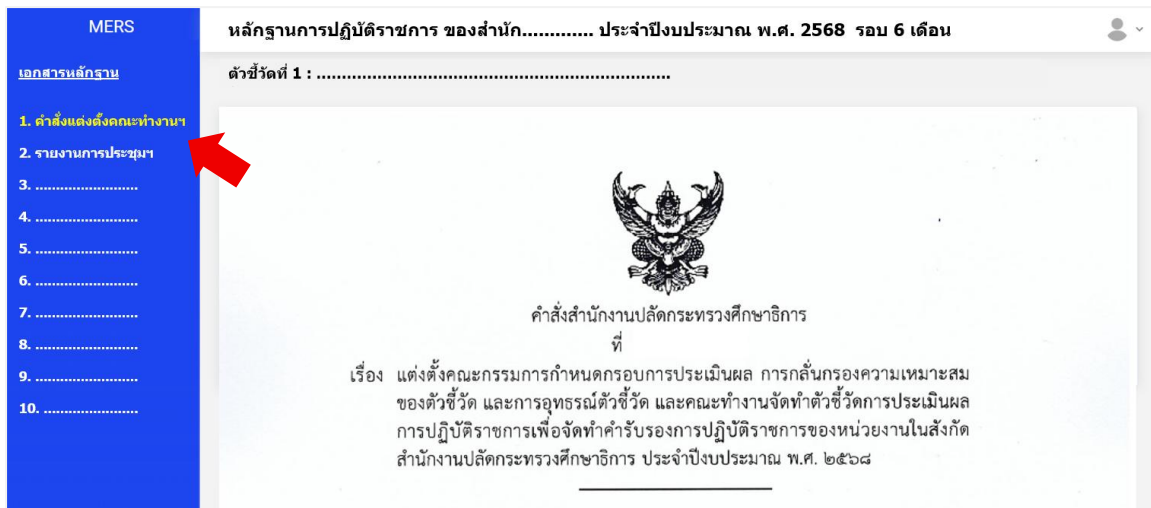 MERS
หลักฐานการปฏิบัติราชการ ของสำนัก............. ประจำปีงบประมาณ พ.ศ. 2568 รอบ 6 เดือน
เอกสารหลักฐาน
ตัวชี้วัดที่ 1 : ......................................................................
1. คำสั่งแต่งตั้งคณะทำงานฯ
2. รายงานการประชุมฯ
3. .........................
4. .........................
5. .........................
6. .........................
7. .........................
8. .........................
9. .........................
10. .......................
คำสั่งสำนักงานปลัดกระทรวงศึกษาธิการ
ที่
เรื่อง แต่งตั้งคณะกรรมการกำหนดกรอบการประเมินผล การกลั่นกรองความเหมาะสม
ของตัวชี้วัด และการอุทธรณ์ตัวชี้วัด และคณะทำงานจัดทำตัวชี้วัดการประเมินผล
การปฏิบัติราชการเพื่อจัดทำคำรับรองการปฏิบัติราชการของหน่วยงานในสังกัด
สำนักงานปลัดกระทรวงศึกษาธิการ ประจำปีงบประมาณ พ.ศ. ๒๕๖๘